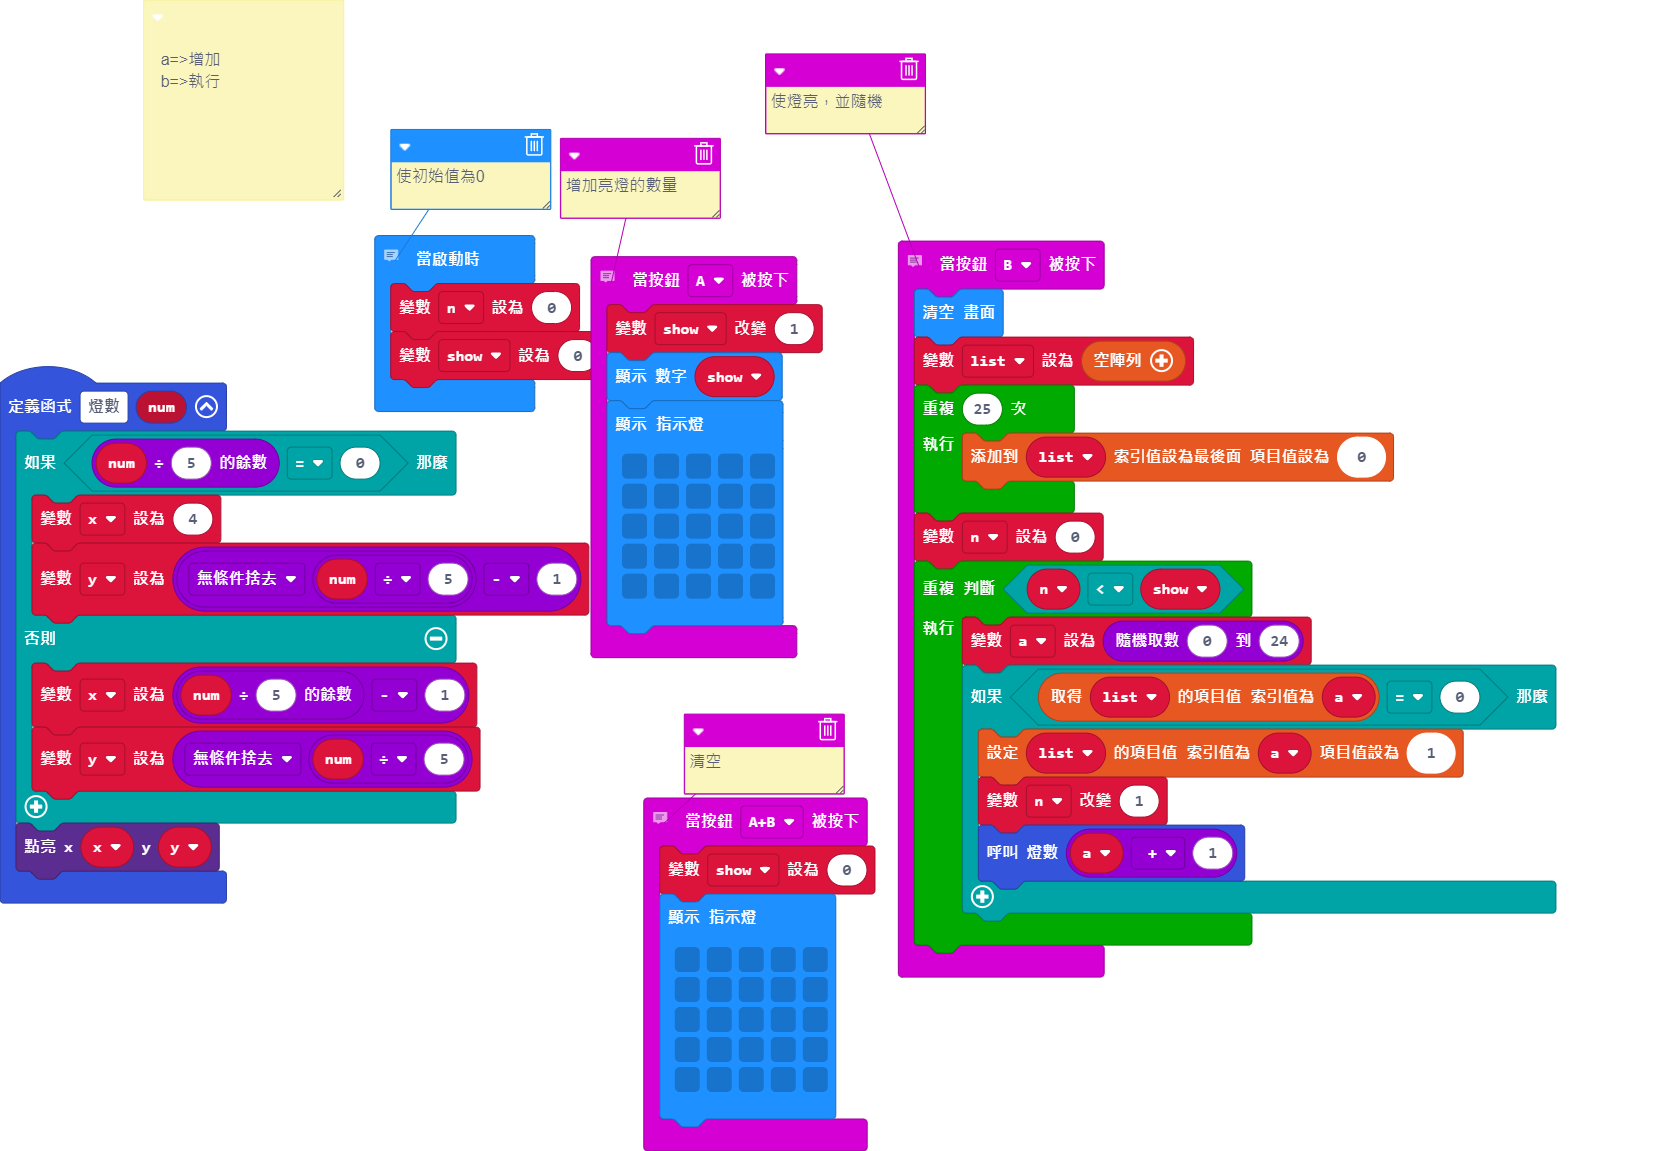 a=>增加
b=>執行
使燈亮，並隨機
使初始值為0
增加亮燈的數量
當啟動時
變數 n 設為 0
變數 show 設為 0
當按鈕 A 被按下
變數 show 改變 1
顯示 數字 show
顯示 指示燈
當按鈕 B 被按下
清空 畫面
變數 list 設為 空陣列
重複 25 次
執行 添加到 list 索引值設為最後面 項目值設為 0
變數 n 設為 0
重複 判斷 n < show
執行 變數 a 設為 隨機取數 0 到 24
如果 取得 list 的項目值 索引值為 a = 0 那麼
設定 list 的項目值 索引值為 a 項目值設為 1
變數 n 改變 1
呼叫 燈數 a + 1
定義函式 燈數 num
如果 num ÷ 5 的餘數 = 0 那麼
變數 x 設為 4
變數 y 設為 無條件捨去 num ÷ 5 - 1
否則
變數 x 設為 num ÷ 5 的餘數 - 1
變數 y 設為 無條件捨去 num ÷ 5
點亮 x x y y
清空
當按鈕 A+B 被按下
變數 show 設為 0
顯示 指示燈